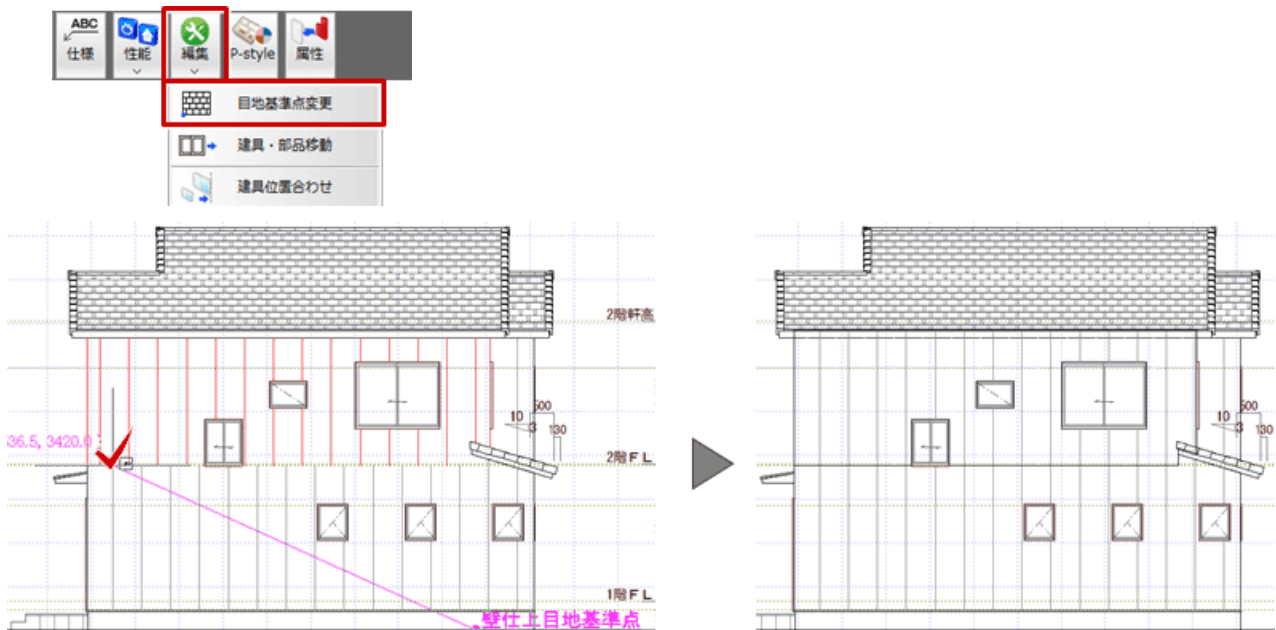 ABC
仕様
性能
編集
P-style
属性
目地基準点変更
建具・部品移動
建具位置合わせ
2階軒高
10
500
3
130
36.5, 3420.0
2階ＦＬ
1階ＦＬ
壁仕上目地基準点
10
500
3
130